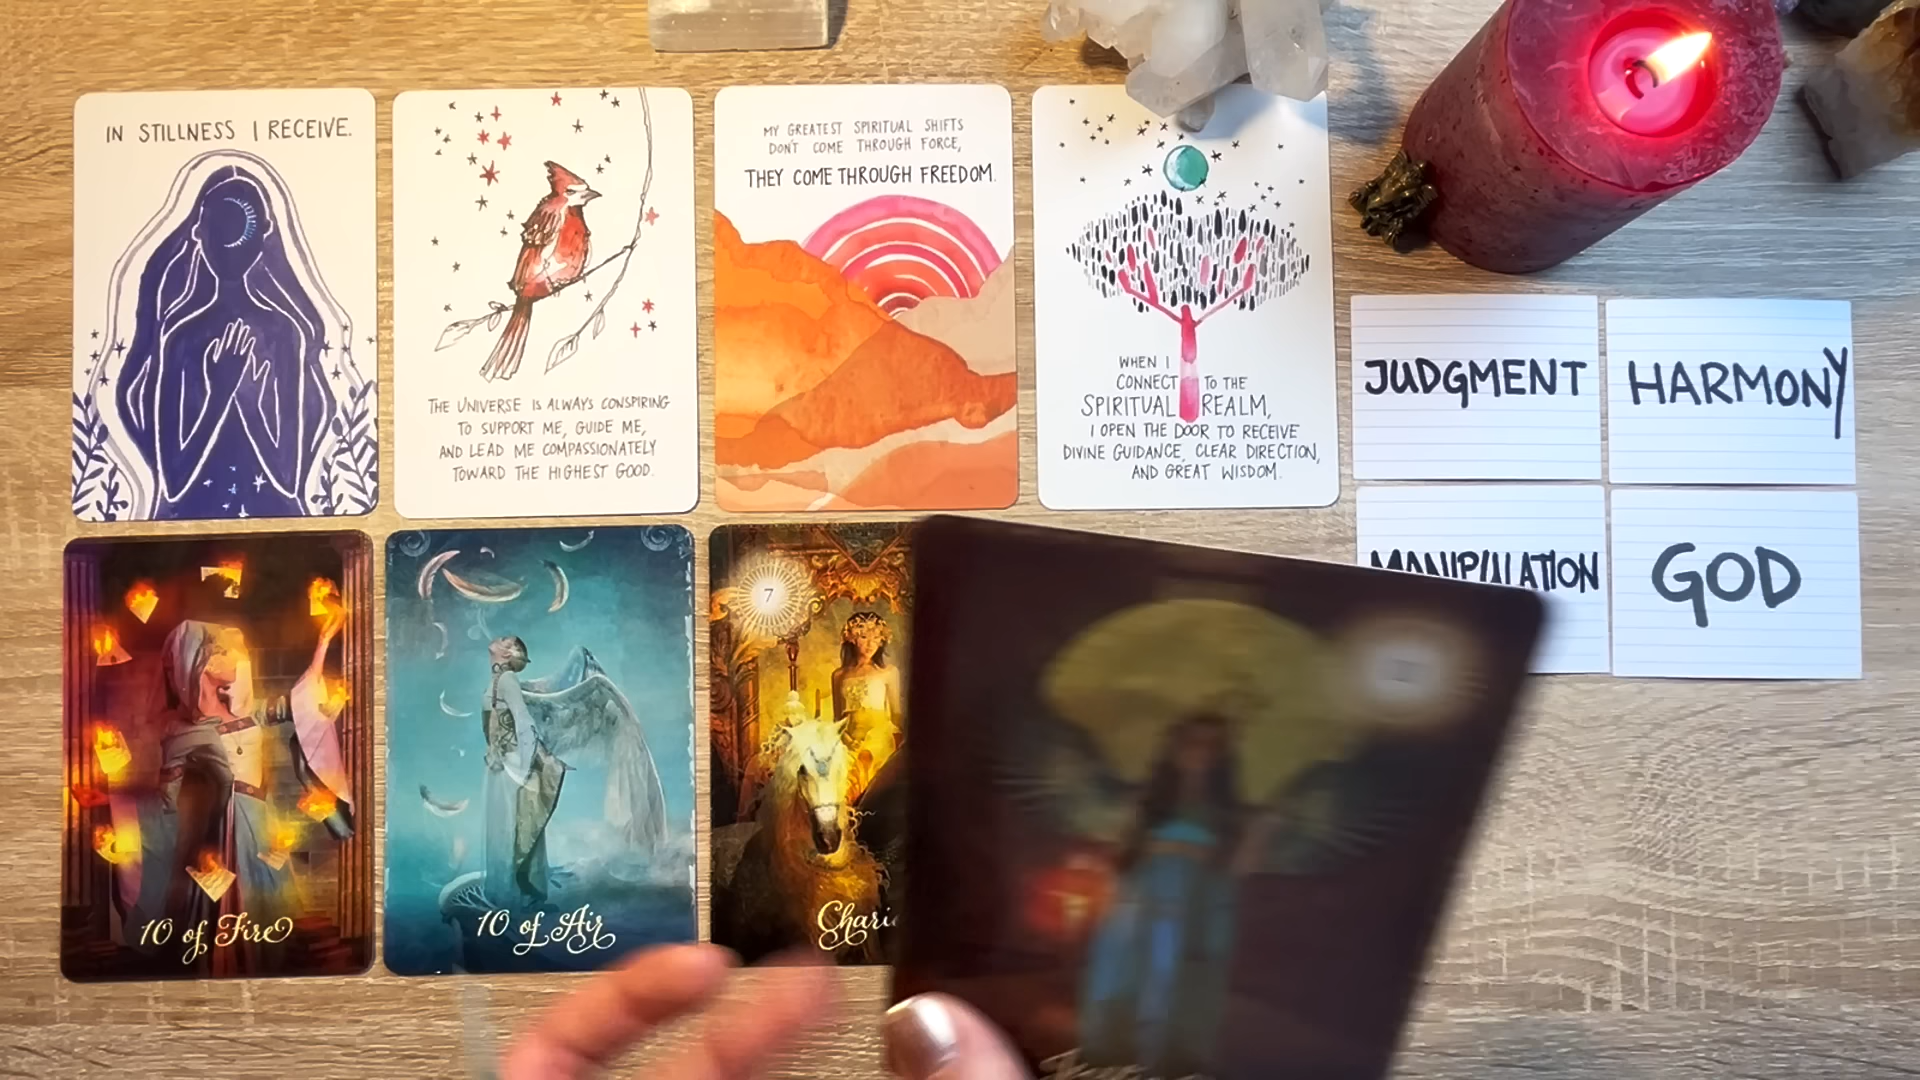 IN STILLNESS I RECEIVE.
THE UNIVERSE IS ALWAYS CONSPIRING
TO SUPPORT ME, GUIDE ME,
AND LEAD ME COMPASSIONATELY
TOWARD THE HIGHEST GOOD.
MY GREATEST SPIRITUAL SHIFTS
DON'T COME THROUGH FORCE,
THEY COME THROUGH FREEDOM.
WHEN I
CONNECT TO THE
SPIRITUAL REALM,
I OPEN THE DOOR TO RECEIVE
DIVINE GUIDANCE, CLEAR DIRECTION,
AND GREAT WISDOM.
JUDGMENT
HARMONY
MANIPULATION
GOD
10 of Fire
10 of Air
7
Chari